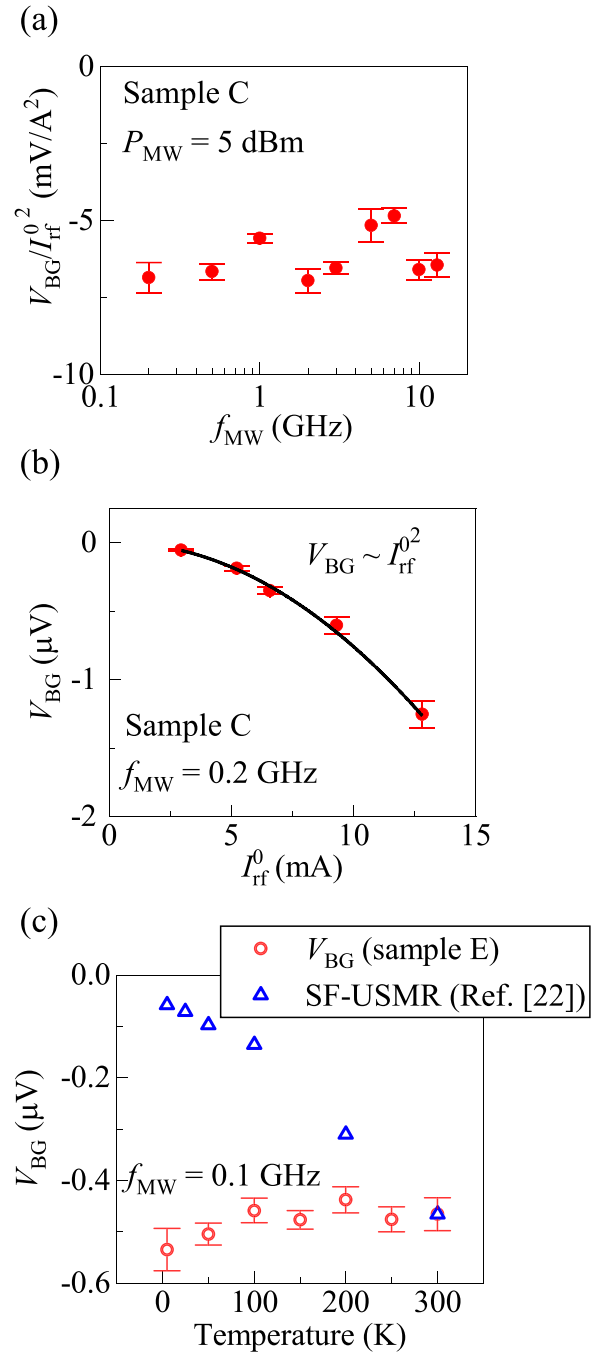 (a)
0
Sample C
P_MW = 5 dBm
V_BG/I_rf^0 ^2 (mV/A^2)
-5
-10
0.1 1 10
f_MW (GHz)
(b)
0
V_BG ~ I_rf^0 ^2
V_BG (μV)
-1
Sample C
f_MW = 0.2 GHz
-2
0 5 10 15
I_rf^0 (mA)
(c)
V_BG (sample E)
SF-USMR (Ref. [22])
0.0
-0.2
V_BG (μV)
-0.4
f_MW = 0.1 GHz
-0.6
0 100 200 300
Temperature (K)